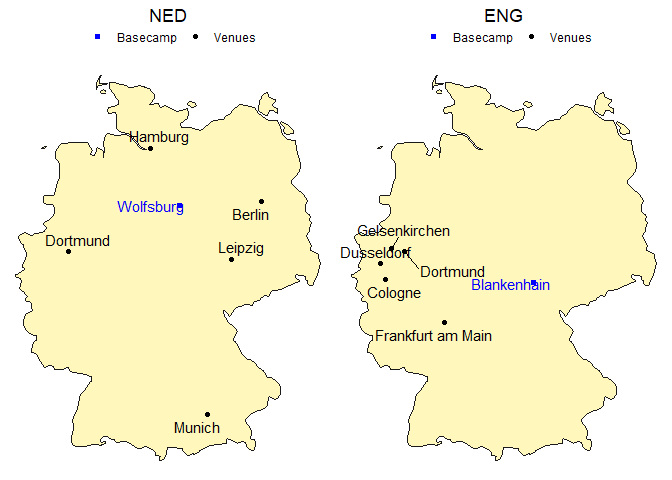 NED
Basecamp Venues
Hamburg
Wolfsburg
Berlin
Dortmund
Leipzig
Munich
ENG
Basecamp Venues
Gelsenkirchen
Dusseldorf
Dortmund
Cologne
Blankenhain
Frankfurt am Main